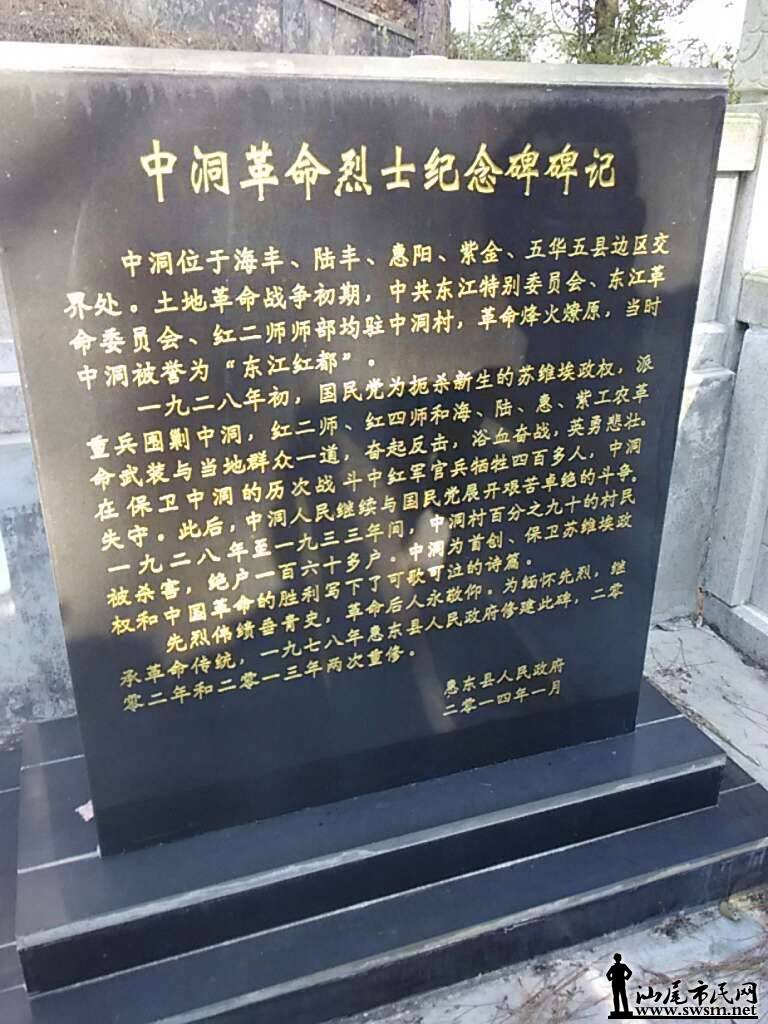 中洞革命烈士纪念碑碑记
中洞位于海丰、陆丰、惠阳、紫金、五华五县边区交
界处。土地革命战争初期，中共东江特别委员会、东江革
命委员会、红二师师部均驻中洞村，革命烽火燎原，当时
中洞被誉为“东江红都”。
一九二八年初，国民党为扼杀新生的苏维埃政权，派
重兵围剿中洞，红二师、红四师和海、陆、惠、紫工农革
命武装与当地群众一道，奋起反击，浴血奋战，英勇悲壮。
在保卫中洞的历次战斗中红军官兵牺牲四百多人，中洞
失守。此后，中洞人民继续与国民党展开艰苦卓绝的斗争。
一九二八年至一九三三年间，中洞村百分之九十的村民
被杀害，绝户一百六十多户。中洞为首创、保卫苏维埃政
权和中国革命的胜利写下了可歌可泣的诗篇。
先烈伟绩垂青史，革命后人永敬仰。为缅怀先烈，继
承革命传统，一九七八年惠东县人民政府修建此碑，二零
零二年和二零一三年两次重修。
惠东县人民政府
二零一四年一月
汕尾市民网
www.swsm.net